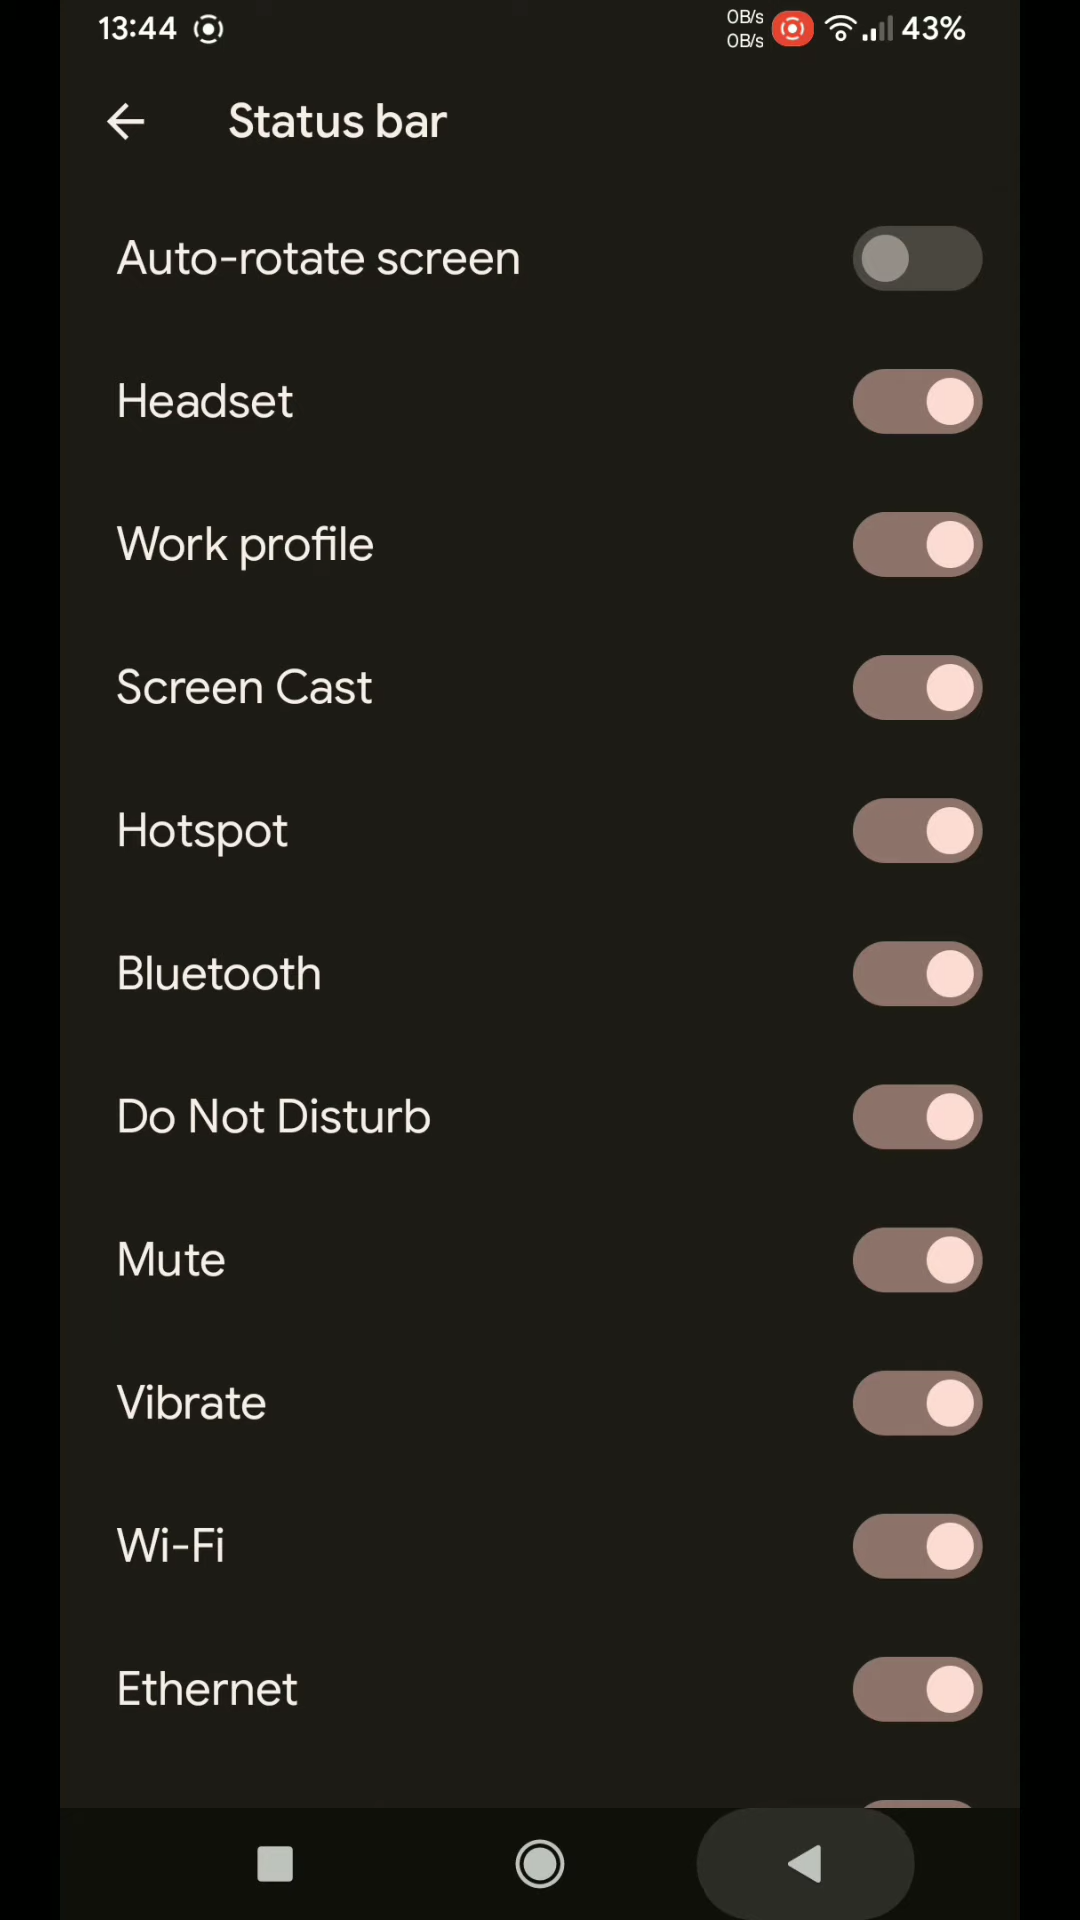 13:44
0B/s
0B/s
43%
Status bar
Auto-rotate screen
Headset
Work profile
Screen Cast
Hotspot
Bluetooth
Do Not Disturb
Mute
Vibrate
Wi-Fi
Ethernet